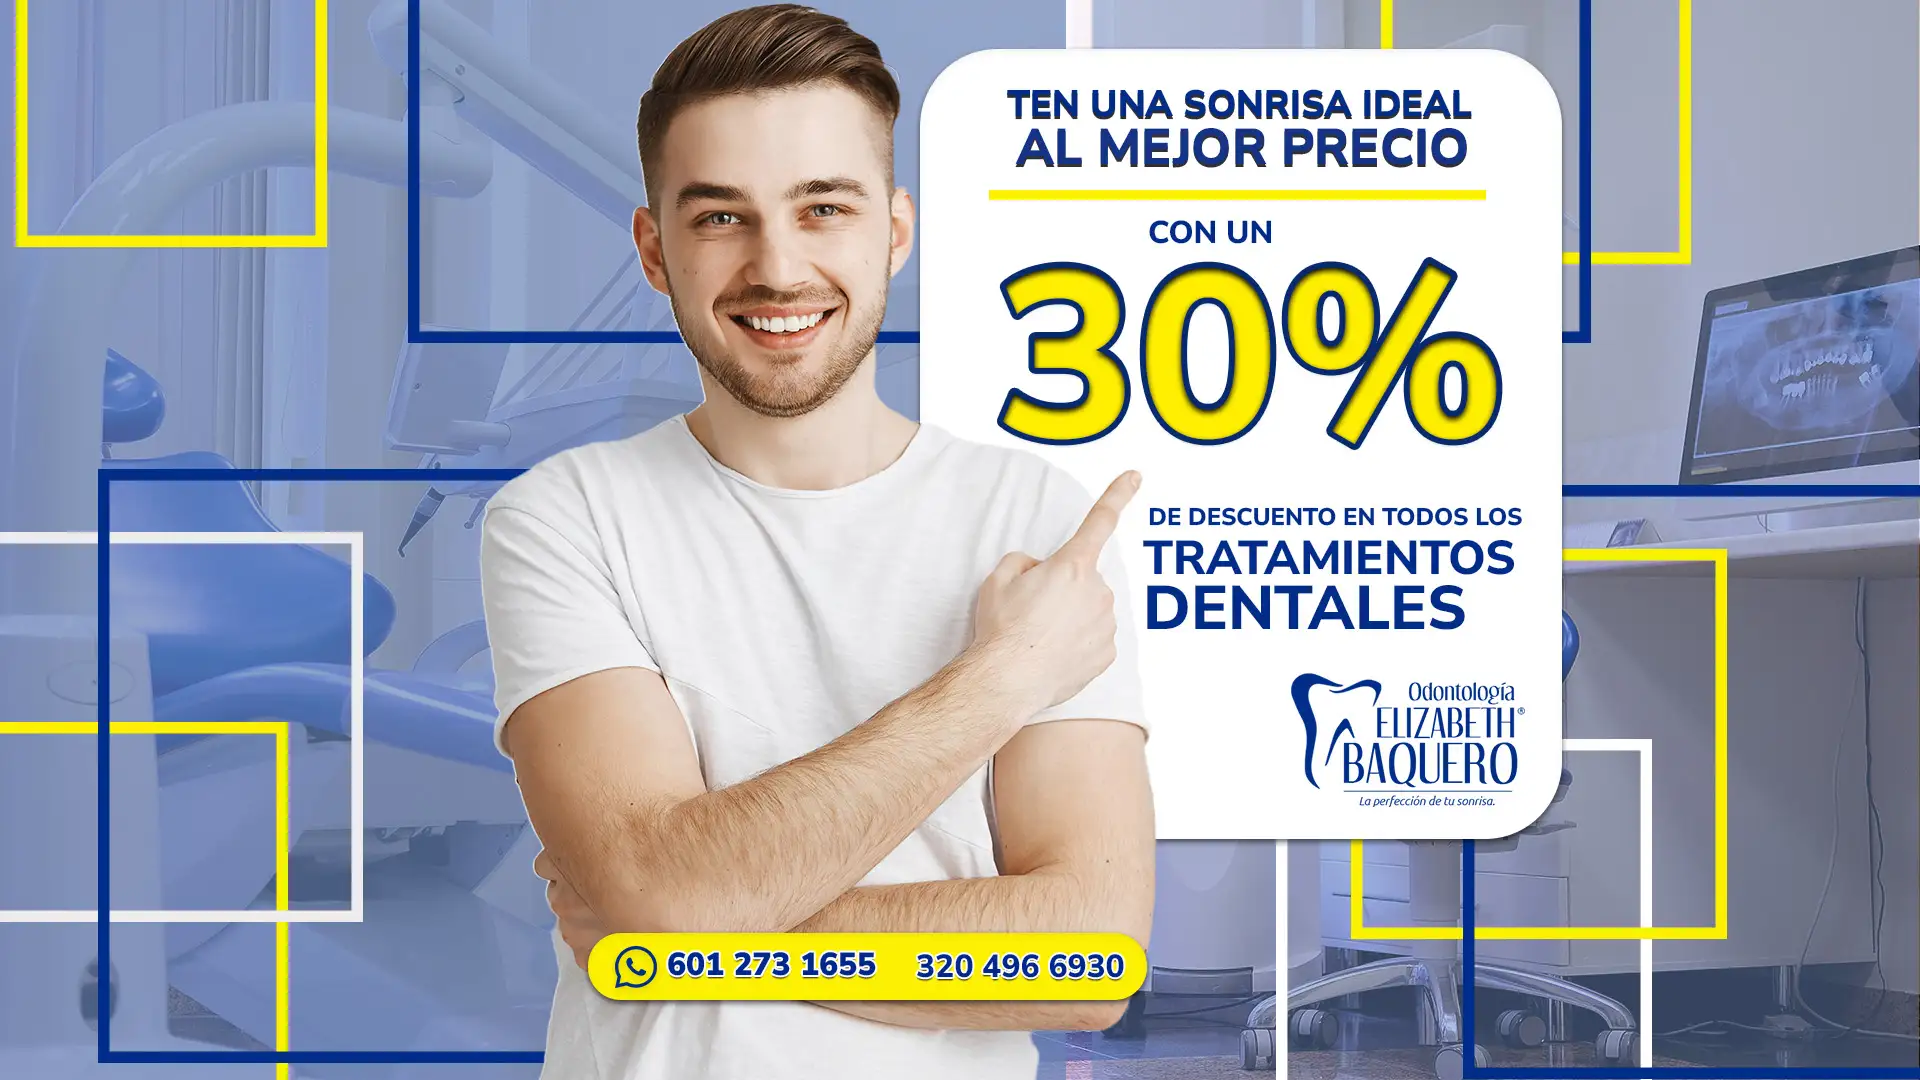 TEN UNA SONRISA IDEAL
AL MEJOR PRECIO
CON UN
30%
DE DESCUENTO EN TODOS LOS
TRATAMIENTOS
DENTALES
Odontología
ELIZABETH®
BAQUERO
La perfección de tu sonrisa.
601 273 1655 320 496 6930